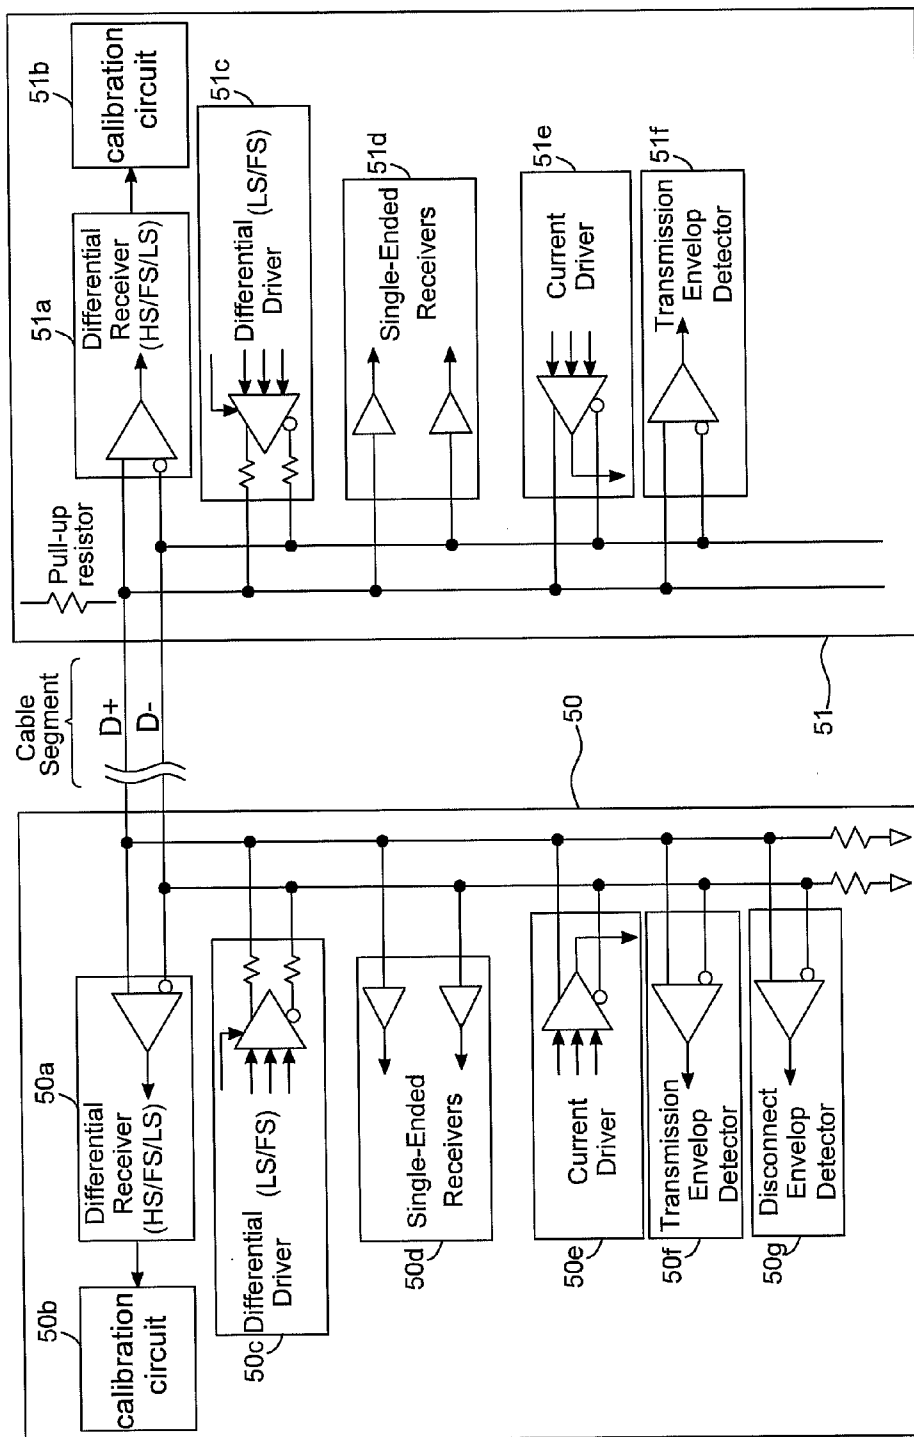 50b
calibration
circuit
50a
Differential
Receiver
(HS/FS/LS)
50c
Differential
Driver
(LS/FS)
50d
Single-Ended
Receivers
50e
Current
Driver
50f
Transmission
Envelop
Detector
50g
Disconnect
Envelop
Detector
50
Cable
Segment
D+
D-
Pull-up
resistor
51a
Differential
Receiver
(HS/FS/LS)
51b
calibration
circuit
51c
Differential
Driver
(LS/FS)
51d
Single-Ended
Receivers
51e
Current
Driver
51f
Transmission
Envelop
Detector
51